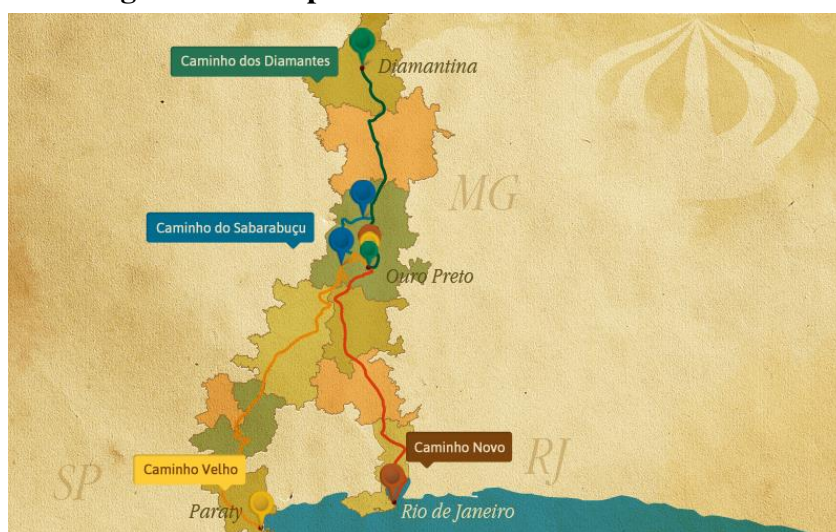 Caminho dos Diamantes
Diamantina
MG
Caminho do Sabarabuçu
Ouro Preto
Caminho Novo
RJ
Caminho Velho
SP
Paraty
Rio de Janeiro